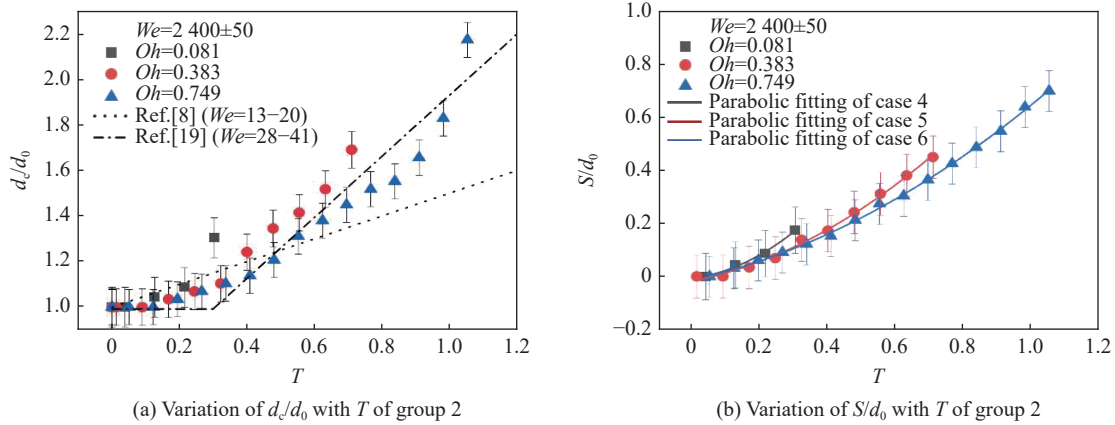 2.2
2.0
1.8
1.6
1.4
1.2
1.0
dc/d0
We=2 400±50
Oh=0.081
Oh=0.383
Oh=0.749
Ref.[8] (We=13−20)
Ref.[19] (We=28−41)
0 0.2 0.4 0.6 0.8 1.0 1.2
T
(a) Variation of dc/d0 with T of group 2
1.0
0.8
0.6
0.4
0.2
0
−0.2
S/d0
We=2 400±50
Oh=0.081
Oh=0.383
Oh=0.749
Parabolic fitting of case 4
Parabolic fitting of case 5
Parabolic fitting of case 6
0 0.2 0.4 0.6 0.8 1.0 1.2
T
(b) Variation of S/d0 with T of group 2